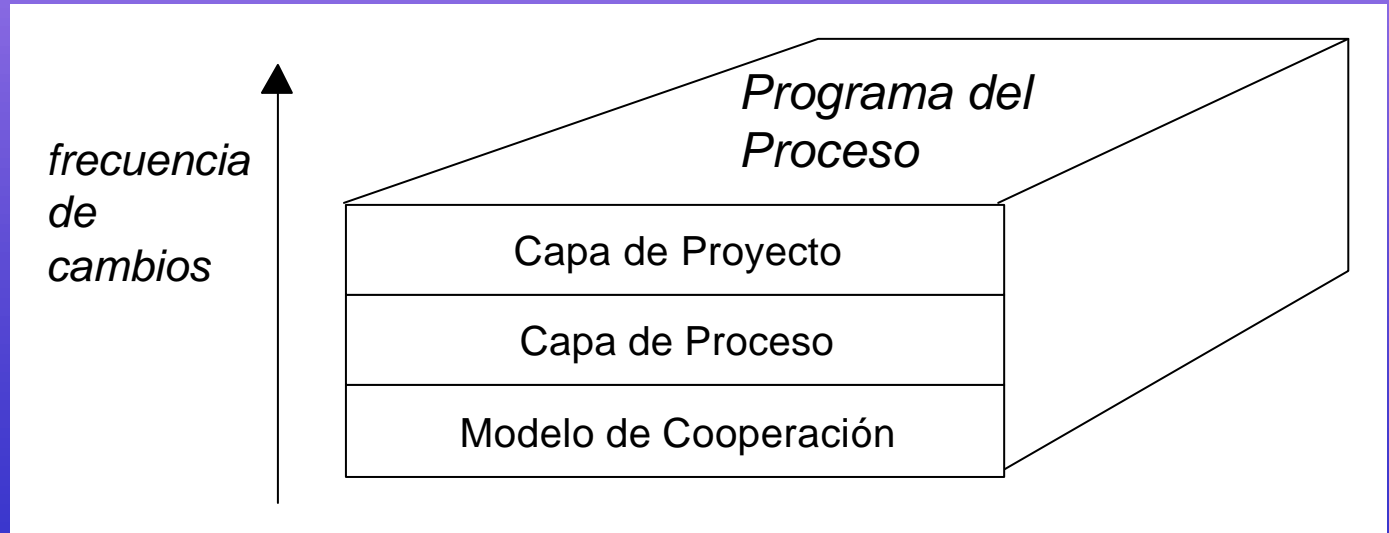 frecuencia
de
cambios
Programa del
Proceso
Capa de Proyecto
Capa de Proceso
Modelo de Cooperación